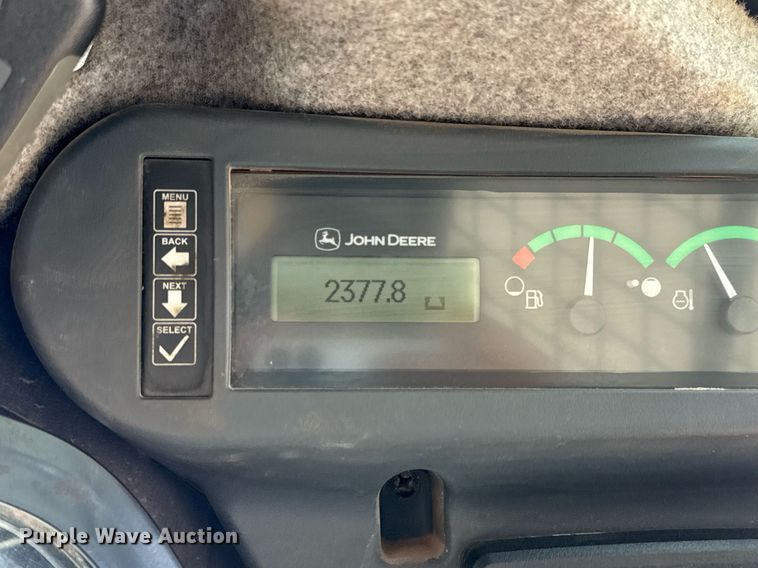 MENU
BACK
NEXT
SELECT
JOHN DEERE
2377.8
Purple Wave Auction